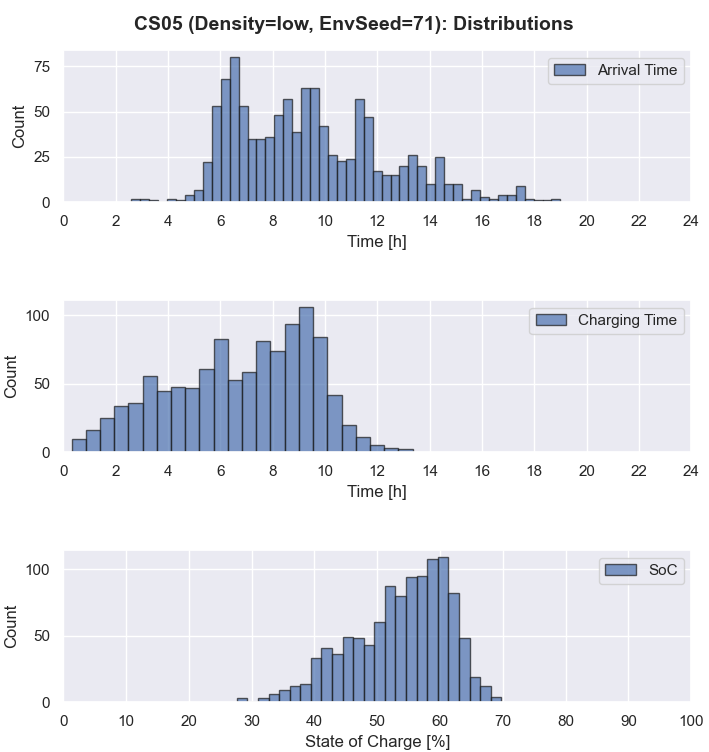 CS05 (Density=low, EnvSeed=71): Distributions
Arrival Time
75
50
25
0
Count
0 2 4 6 8 10 12 14 16 18 20 22 24
Time [h]
Charging Time
100
50
0
Count
0 2 4 6 8 10 12 14 16 18 20 22 24
Time [h]
SoC
100
50
0
Count
0 10 20 30 40 50 60 70 80 90 100
State of Charge [%]